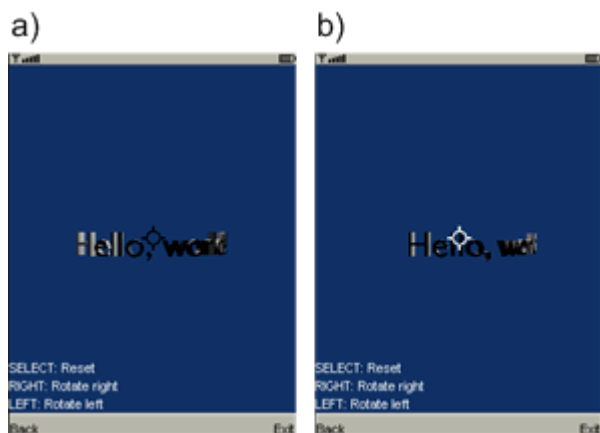 a)
Hello, world
SELECT: Reset
RIGHT: Rotate right
LEFT: Rotate left
Back Exit
b)
Hello,
SELECT: Reset
RIGHT: Rotate right
LEFT: Rotate left
Back Exit